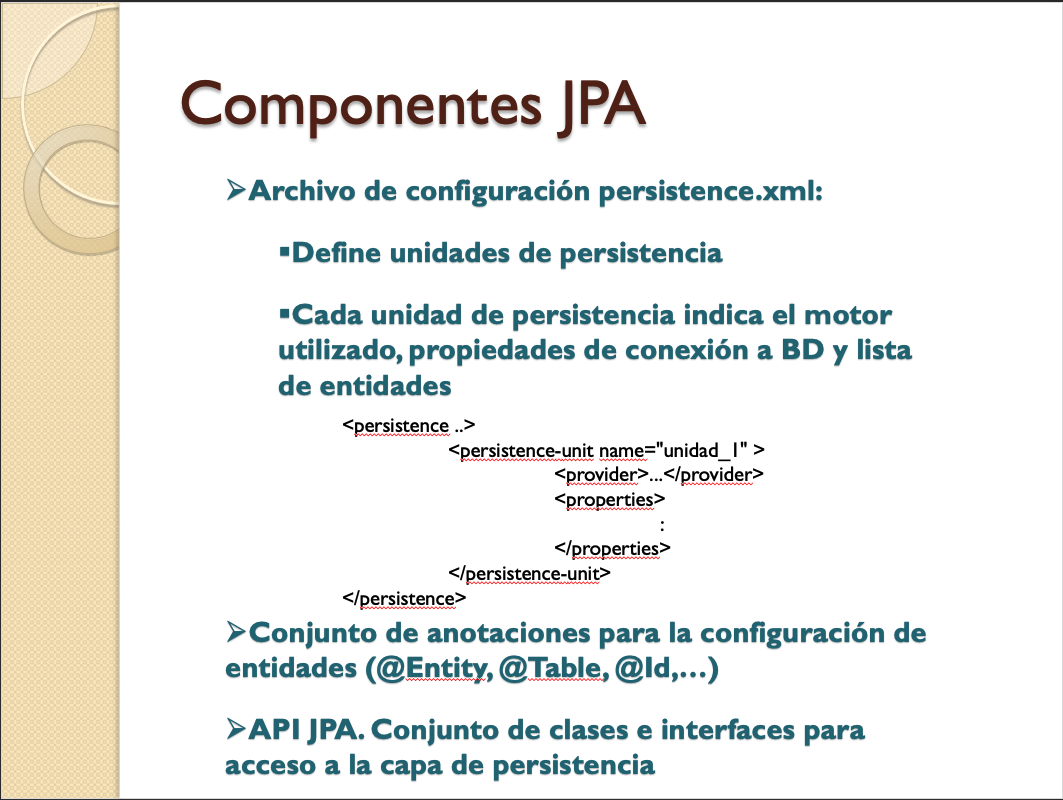 Componentes JPA
➢Archivo de configuración persistence.xml:
▪Define unidades de persistencia
▪Cada unidad de persistencia indica el motor
utilizado, propiedades de conexión a BD y lista
de entidades
<persistence ..>
<persistence-unit name="unidad_1" >
<provider>...</provider>
<properties>
:
</properties>
</persistence-unit>
</persistence>
➢Conjunto de anotaciones para la configuración de
entidades (@Entity, @Table, @Id,…)
➢API JPA. Conjunto de clases e interfaces para
acceso a la capa de persistencia